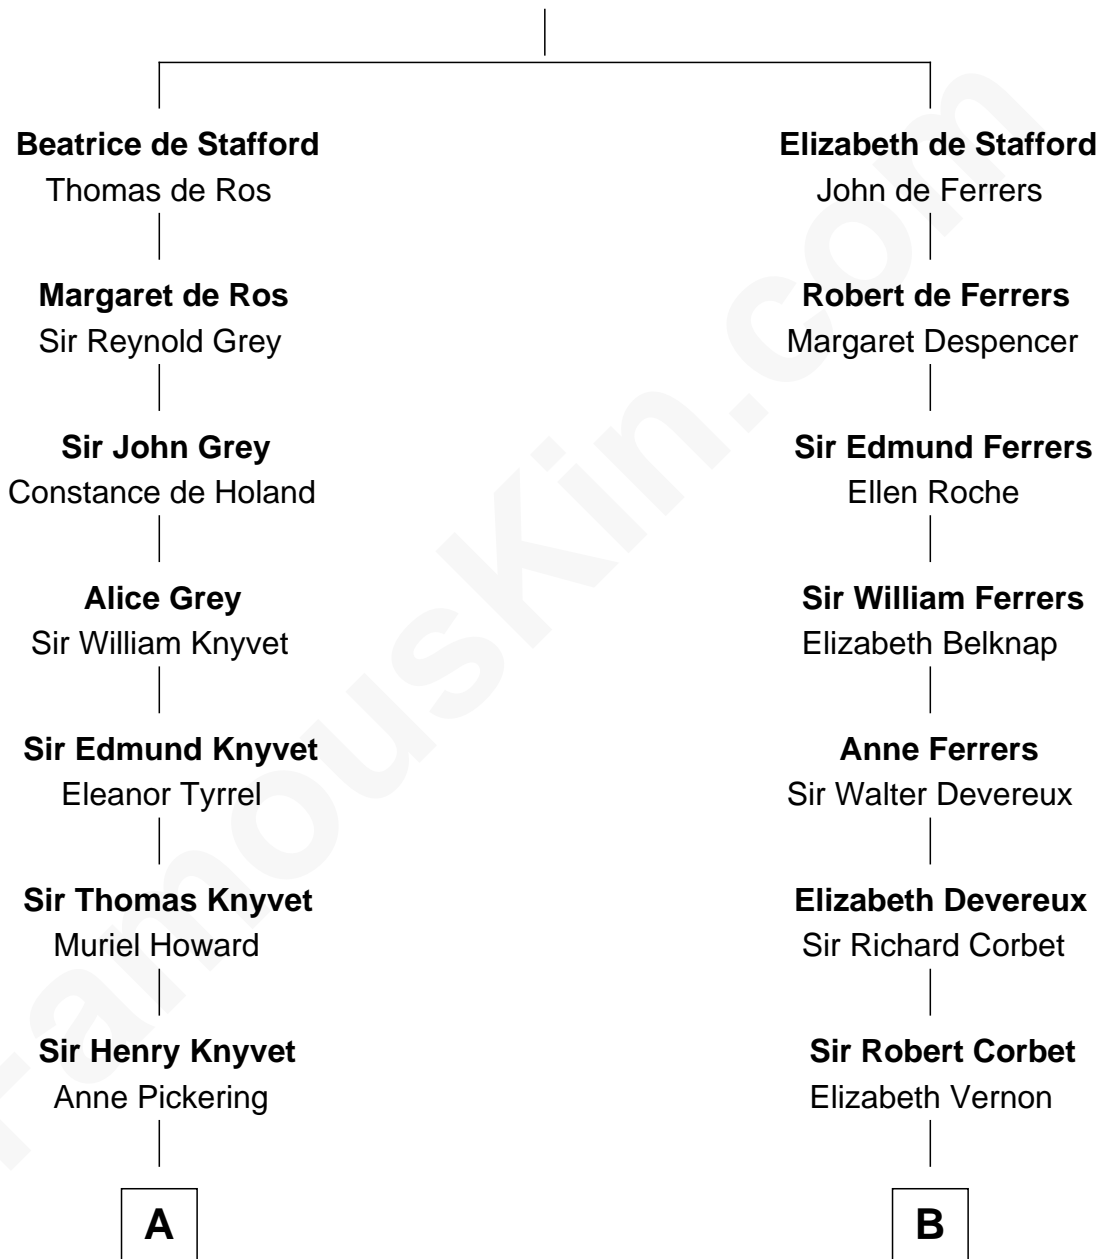 Beatrice de Stafford
Thomas de Ros
Margaret de Ros
Sir Reynold Grey
Sir John Grey
Constance de Holand
Alice Grey
Sir William Knyvet
Sir Edmund Knyvet
Eleanor Tyrrel
Sir Thomas Knyvet
Muriel Howard
Sir Henry Knyvet
Anne Pickering
A
Elizabeth de Stafford
John de Ferrers
Robert de Ferrers
Margaret Despencer
Sir Edmund Ferrers
Ellen Roche
Sir William Ferrers
Elizabeth Belknap
Anne Ferrers
Sir Walter Devereux
Elizabeth Devereux
Sir Richard Corbet
Sir Robert Corbet
Elizabeth Vernon
B
FamousKin.com